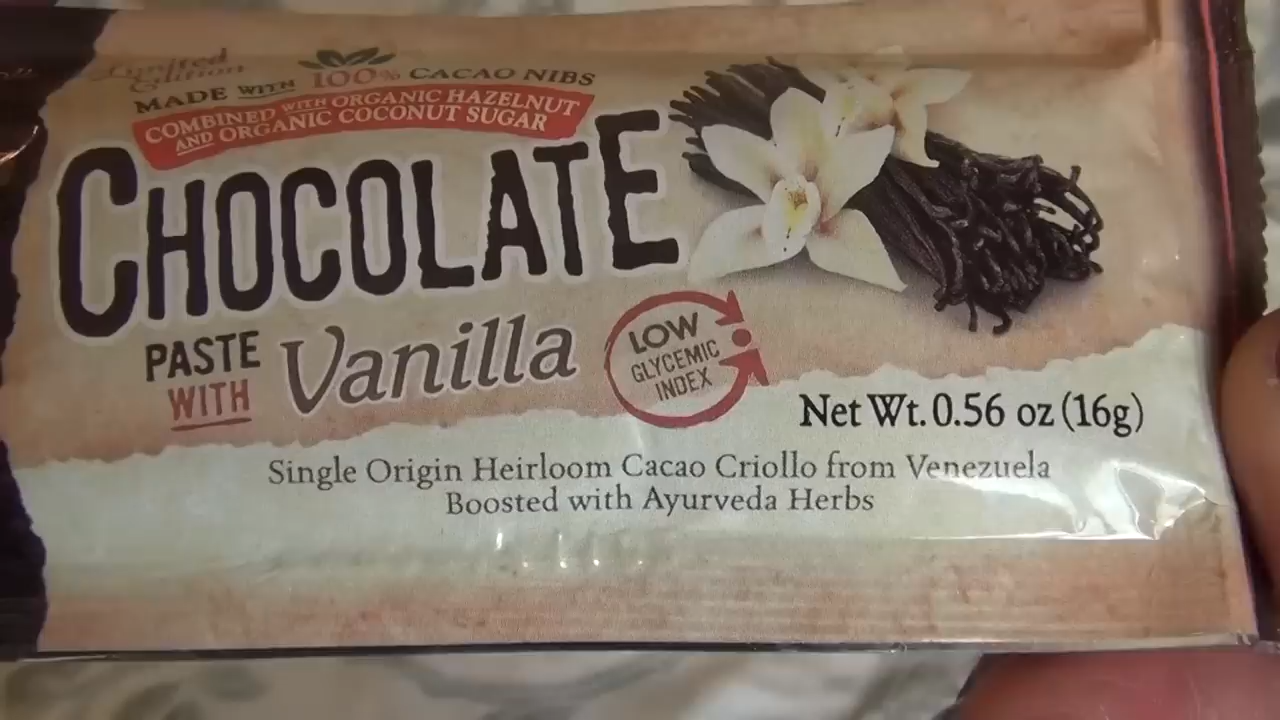 Limited
Edition
MADE WITH 100% CACAO NIBS
COMBINED WITH ORGANIC HAZELNUT
AND ORGANIC COCONUT SUGAR
CHOCOLATE
PASTE
WITH
Vanilla
LOW
GLYCEMIC
INDEX
Net Wt. 0.56 oz (16g)
Single Origin Heirloom Cacao Criollo from Venezuela
Boosted with Ayurveda Herbs